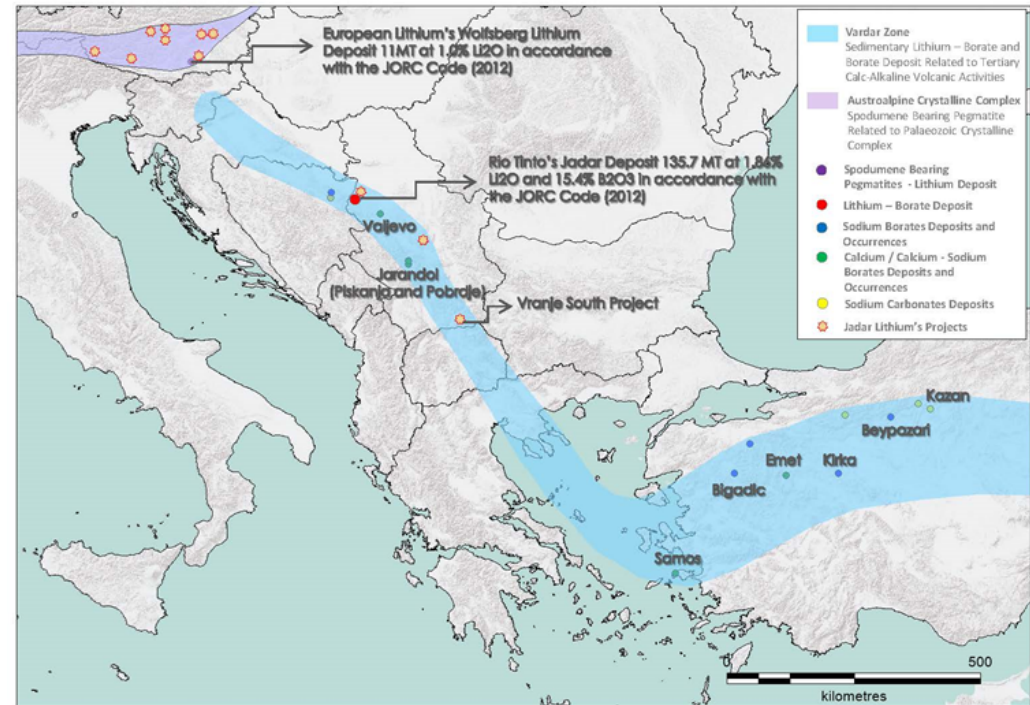 European Lithium's Wolfsberg Lithium
Deposit 11MT at 1.0% Li2O in accordance
with the JORC Code (2012)
Rio Tinto's Jadar Deposit 135.7 MT at 1.86%
Li2O and 15.4% B2O3 in accordance with
the JORC Code (2012)
Valjevo
Jarandol
(Piskanja and Pobrdje)
Vranje South Project
Kazan
Beypazari
Emet
Kirka
Bigadic
Samos
Vardar Zone
Sedimentary Lithium – Borate and
Borate Deposit Related to Tertiary
Calc-Alkaline Volcanic Activities
Austroalpine Crystalline Complex
Spodumene Bearing Pegmatite
Related to Palaeozoic Crystalline
Complex
Spodumene Bearing
Pegmatites - Lithium Deposit
Lithium – Borate Deposit
Sodium Borates Deposits and
Occurrences
Calcium / Calcium - Sodium
Borates Deposits and
Occurrences
Sodium Carbonates Deposits
Jadar Lithium's Projects
0
500
kilometres